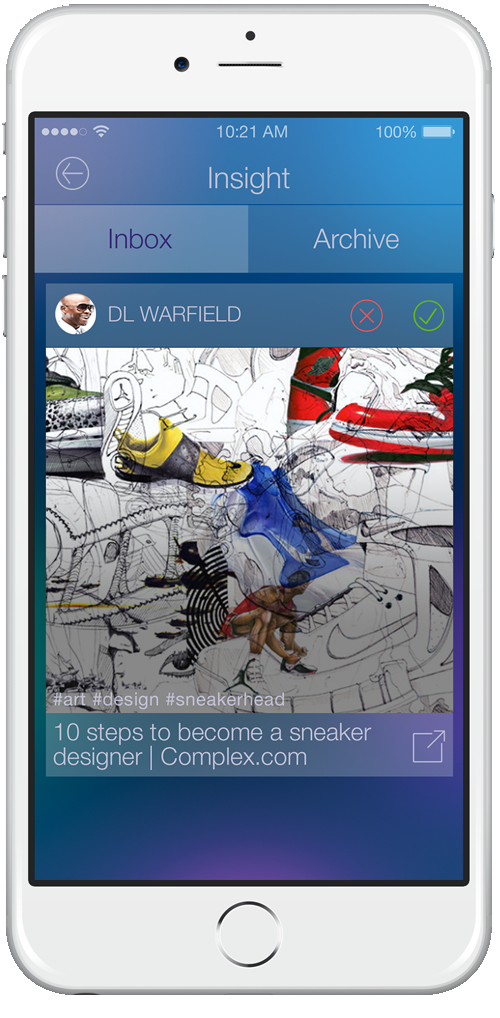 10:21 AM 100%
Insight
Inbox Archive
DL WARFIELD
#art #design #sneakerhead
10 steps to become a sneaker
designer | Complex.com